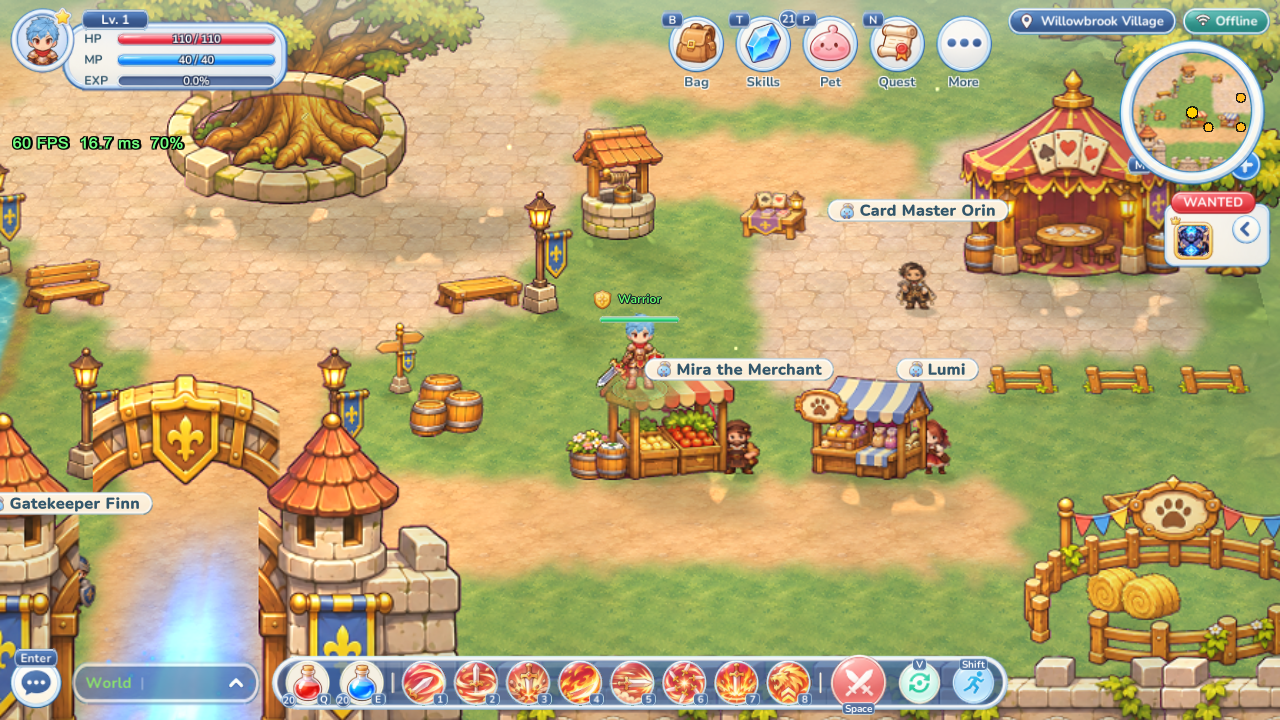 Lv. 1
HP 110 / 110
MP 40 / 40
EXP 0.0%
60 FPS 16.7 ms 70%
B
T
21
P
N
Bag
Skills
Pet
Quest
More
Willowbrook Village
Offline
M
WANTED
Card Master Orin
Warrior
Mira the Merchant
Lumi
Gatekeeper Finn
Enter
World
20 Q
20 E
1
2
3
4
5
6
7
8
Space
V
Shift